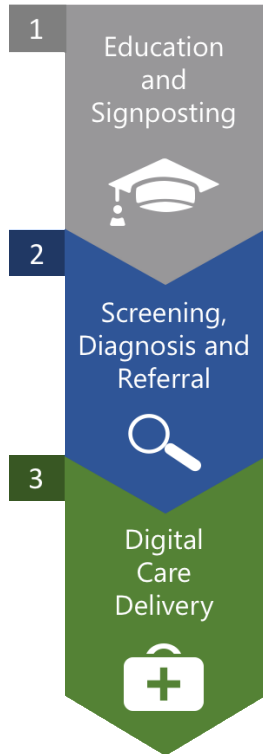 1
Education
and
Signposting
2
Screening,
Diagnosis and
Referral
3
Digital
Care
Delivery